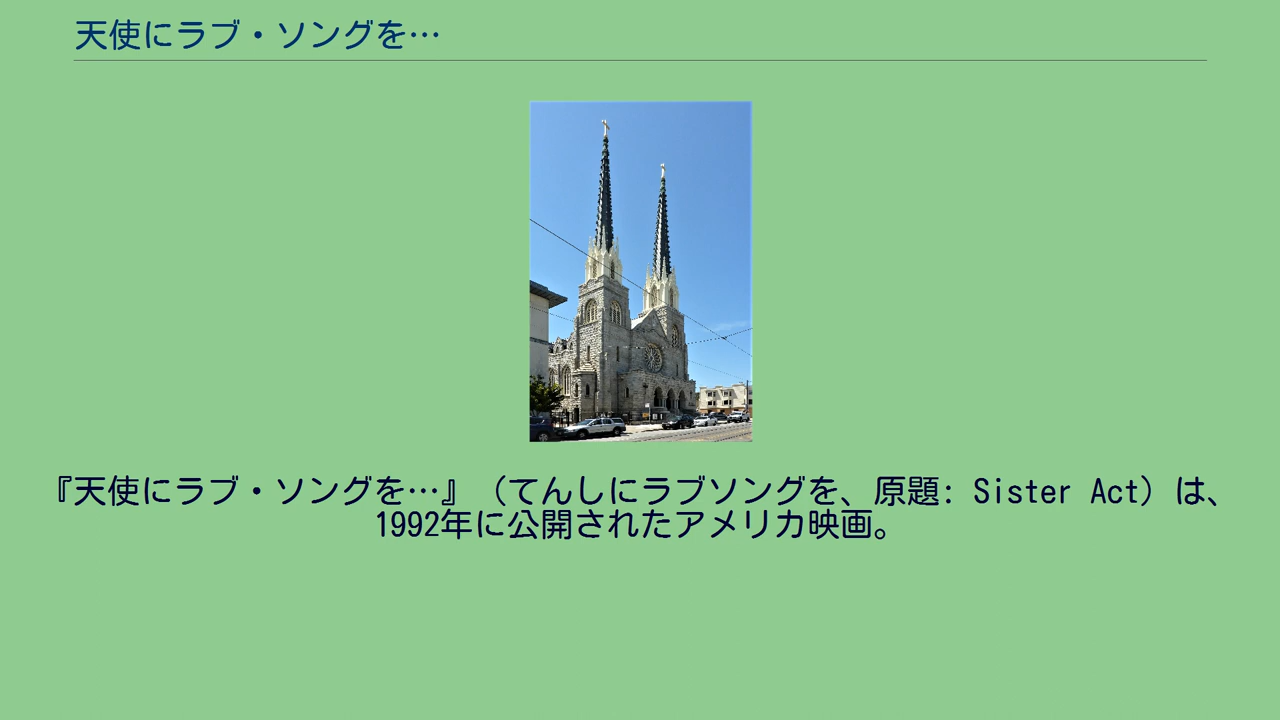 天使にラブ・ソングを…
『天使にラブ・ソングを…』（てんしにラブソングを、原題: Sister Act）は、
1992年に公開されたアメリカ映画。